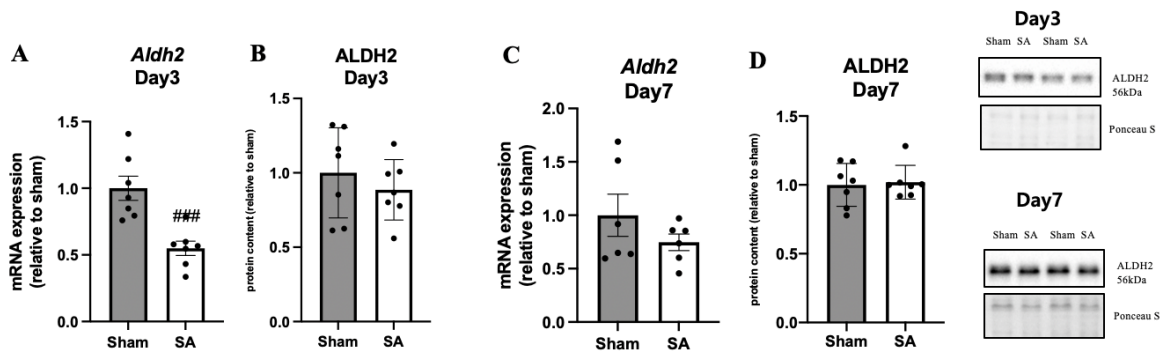 A
Aldh2
Day3
mRNA expression
(relative to sham)
1.5
1.0
0.5
0.0
###
Sham SA
B
ALDH2
Day3
protein content (relative to sham)
1.5
1.0
0.5
0.0
Sham SA
C
Aldh2
Day7
mRNA expression
(relative to sham)
2.0
1.5
1.0
0.5
0.0
Sham SA
D
ALDH2
Day7
protein content (relative to sham)
1.5
1.0
0.5
0.0
Sham SA
Day3
Sham SA Sham SA
ALDH2
56kDa
Ponceau S
Day7
Sham SA Sham SA
ALDH2
56kDa
Ponceau S